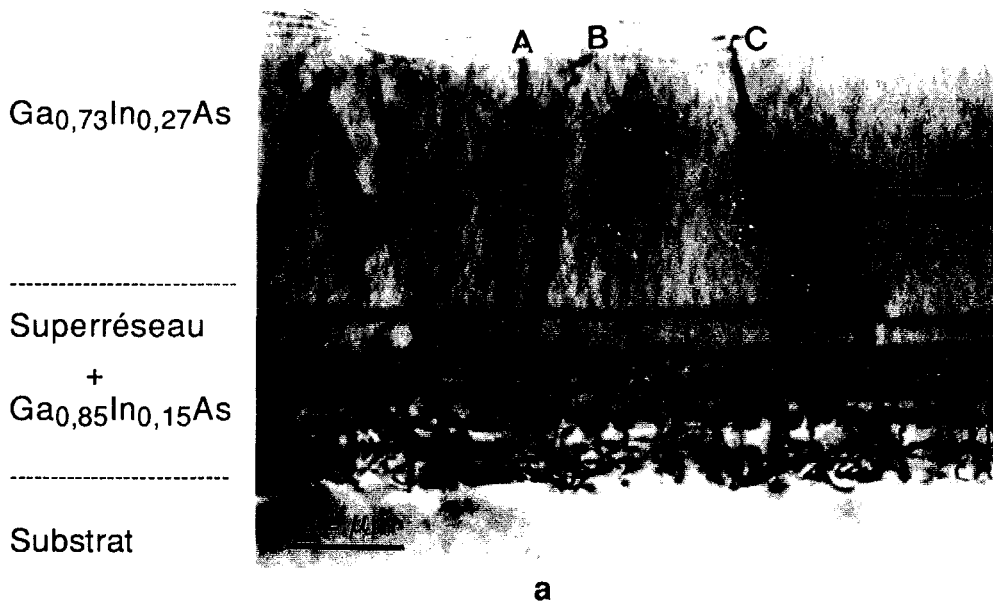 A B C
Ga0,73In0,27As
Superréseau
+
Ga0,85In0,15As
Substrat
a